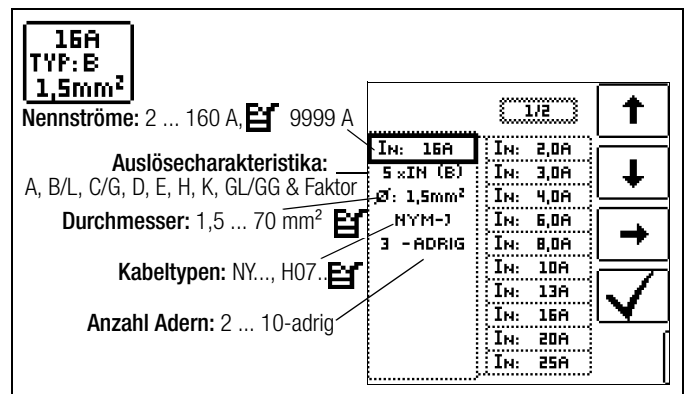 16A
TYP:B
1,5mm²
Nennströme: 2 ... 160 A, 9999 A
Auslösecharakteristika:
A, B/L, C/G, D, E, H, K, GL/GG & Faktor
Durchmesser: 1,5 ... 70 mm²
Kabeltypen: NY..., H07..
Anzahl Adern: 2 ... 10-adrig
IN: 16A
5 xIN (B)
Ø: 1,5mm²
NYM-J
3 -ADRIG
1/2
IN: 2,0A
IN: 3,0A
IN: 4,0A
IN: 6,0A
IN: 8,0A
IN: 10A
IN: 13A
IN: 16A
IN: 20A
IN: 25A